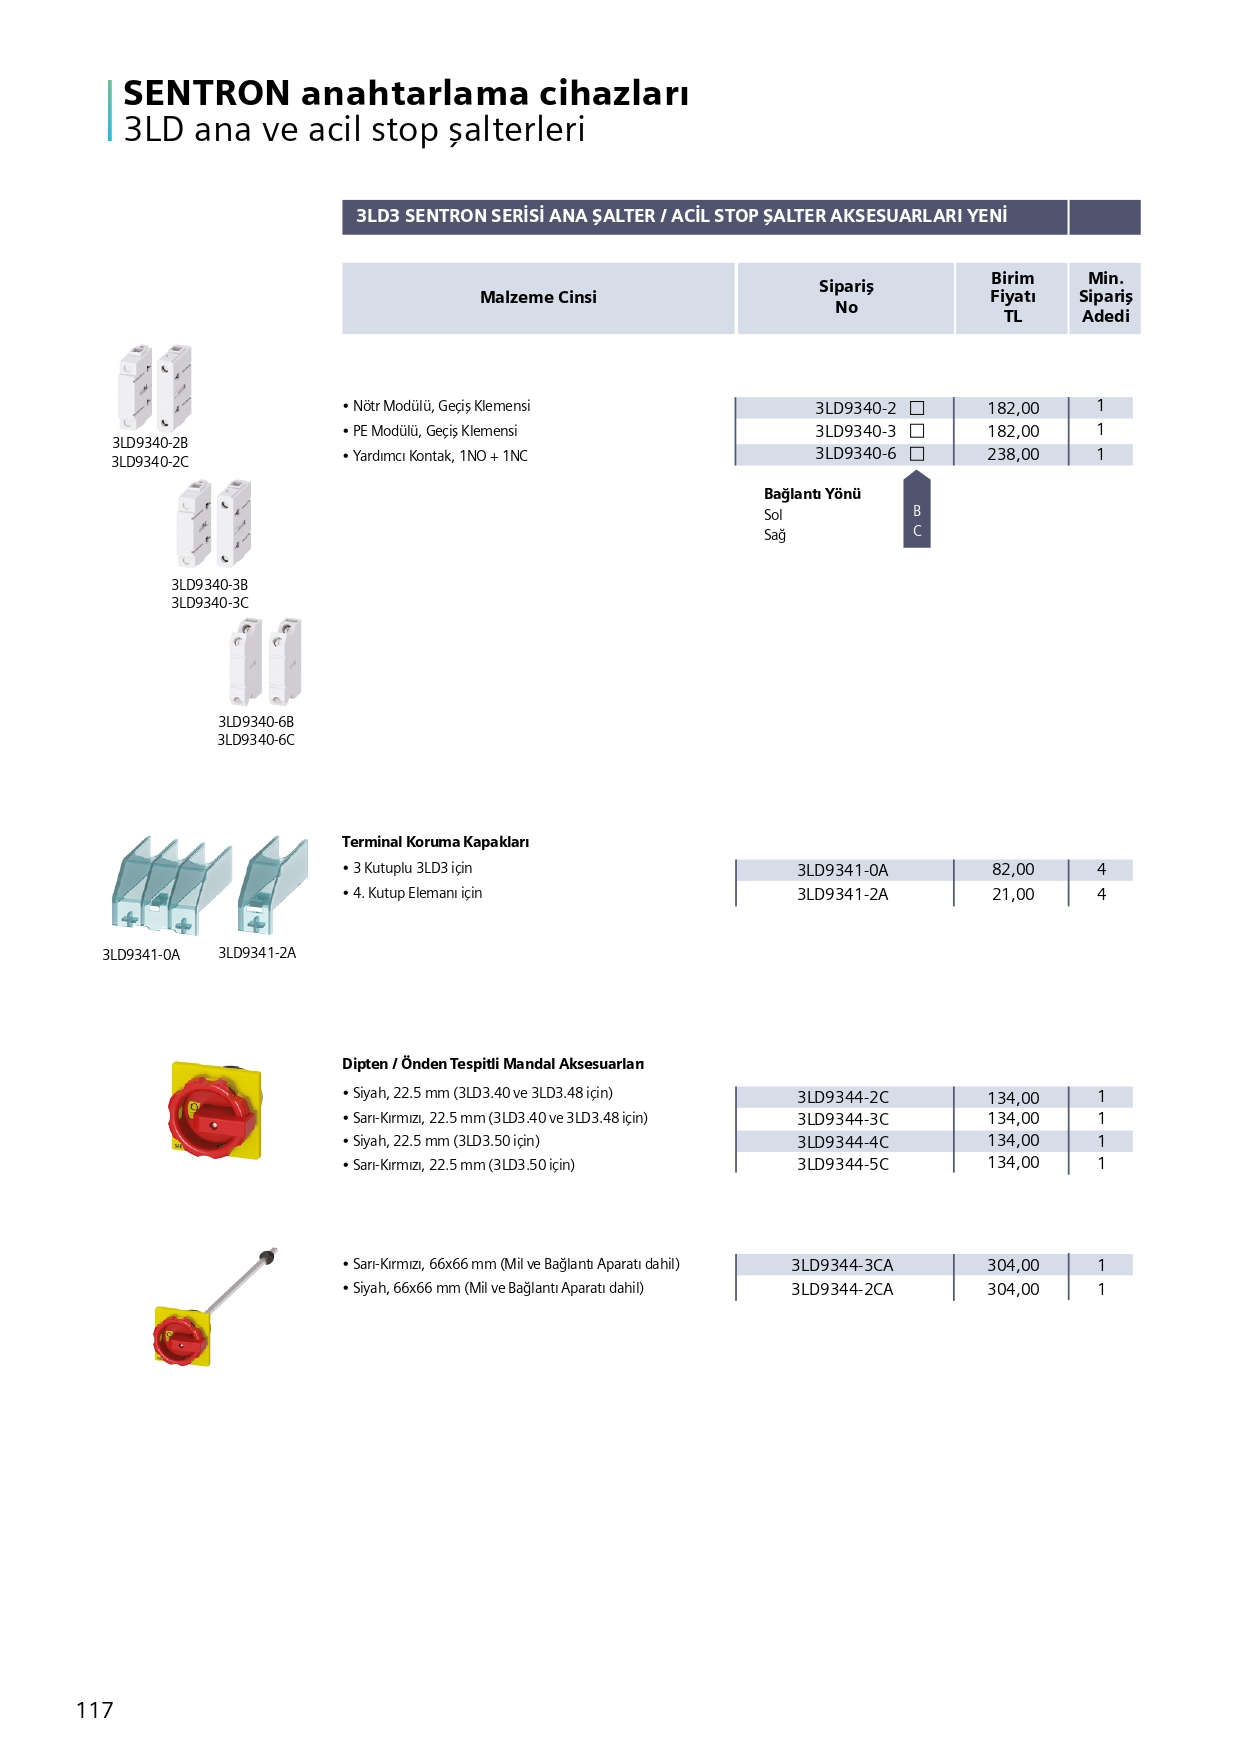 SENTRON anahtarlama cihazları
3LD ana ve acil stop şalterleri
3LD3 SENTRON SERİSİ ANA ŞALTER / ACİL STOP ŞALTER AKSESUARLARI YENİ
Malzeme Cinsi
Sipariş
No
Birim
Fiyatı
TL
Min.
Sipariş
Adedi
3LD9340-2B
3LD9340-2C
• Nötr Modülü, Geçiş Klemensi 3LD9340-2 □ 182,00 1
• PE Modülü, Geçiş Klemensi 3LD9340-3 □ 182,00 1
• Yardımcı Kontak, 1NO + 1NC 3LD9340-6 □ 238,00 1
Bağlantı Yönü
Sol B
Sağ C
3LD9340-3B
3LD9340-3C
3LD9340-6B
3LD9340-6C
Terminal Koruma Kapakları
• 3 Kutuplu 3LD3 için 3LD9341-0A 82,00 4
• 4. Kutup Elemanı için 3LD9341-2A 21,00 4
3LD9341-0A 3LD9341-2A
Dipten / Önden Tespitli Mandal Aksesuarları
• Siyah, 22.5 mm (3LD3.40 ve 3LD3.48 için) 3LD9344-2C 134,00 1
• Sarı-Kırmızı, 22.5 mm (3LD3.40 ve 3LD3.48 için) 3LD9344-3C 134,00 1
• Siyah, 22.5 mm (3LD3.50 için) 3LD9344-4C 134,00 1
• Sarı-Kırmızı, 22.5 mm (3LD3.50 için) 3LD9344-5C 134,00 1
• Sarı-Kırmızı, 66x66 mm (Mil ve Bağlantı Aparatı dahil) 3LD9344-3CA 304,00 1
• Siyah, 66x66 mm (Mil ve Bağlantı Aparatı dahil) 3LD9344-2CA 304,00 1
117